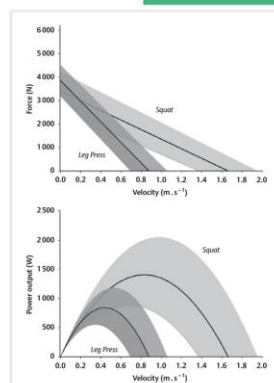 6 000
5 000
4 000
3 000
2 000
1 000
0
Force (N)
Squat
Leg Press
0.0 0.2 0.4 0.6 0.8 1.0 1.2 1.4 1.6 1.8 2.0
Velocity (m . s⁻¹)
2 500
2 000
1 500
1 000
500
0
Power output (W)
Squat
Leg Press
0.0 0.2 0.4 0.6 0.8 1.0 1.2 1.4 1.6 1.8 2.0
Velocity (m . s⁻¹)